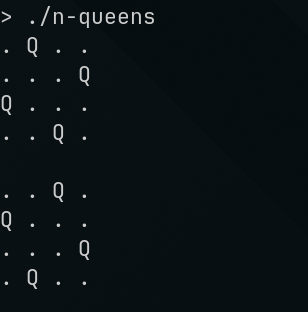 > ./n-queens
. Q . .
. . . Q
Q . . .
. . Q .
. . Q .
Q . . .
. . . Q
. Q . .